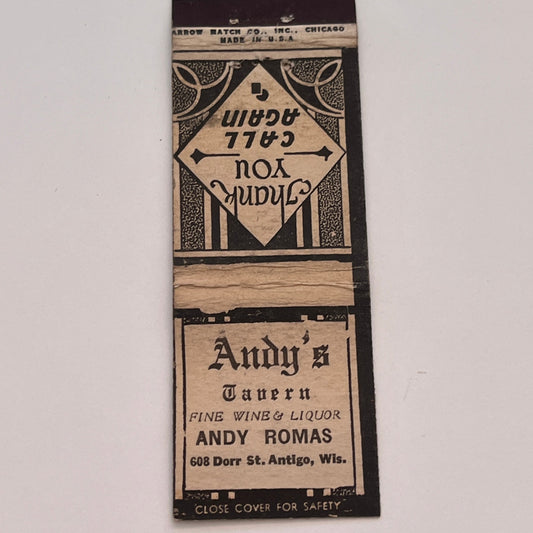 ARROW MATCH CO., INC., CHICAGO
MADE IN U.S.A
Thank
YOU
CALL
AGAIN
Andy's
Tavern
FINE WINE & LIQUOR
ANDY ROMAS
608 Dorr St. Antigo, Wis.
CLOSE COVER FOR SAFETY